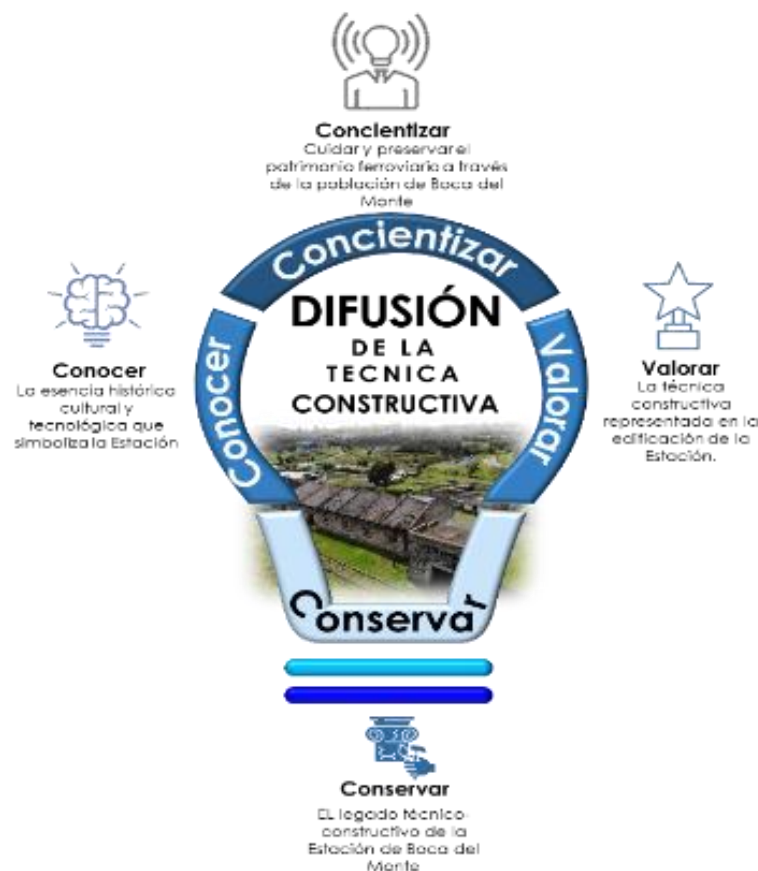 Concientizar
Cuidar y preservar el
patrimonio ferroviario a través
de la población de Boca del
Monte
Concientizar
Conocer
Valorar
DIFUSIÓN
DE LA
TECNICA
CONSTRUCTIVA
Conocer
La esencia histórica
cultural y
tecnológica que
simboliza la Estación
Valorar
La técnica
constructiva
representada en la
edificación de la
Estación.
Conservar
Conservar
EL legado técnico-
constructivo de la
Estación de Boca del
Monte